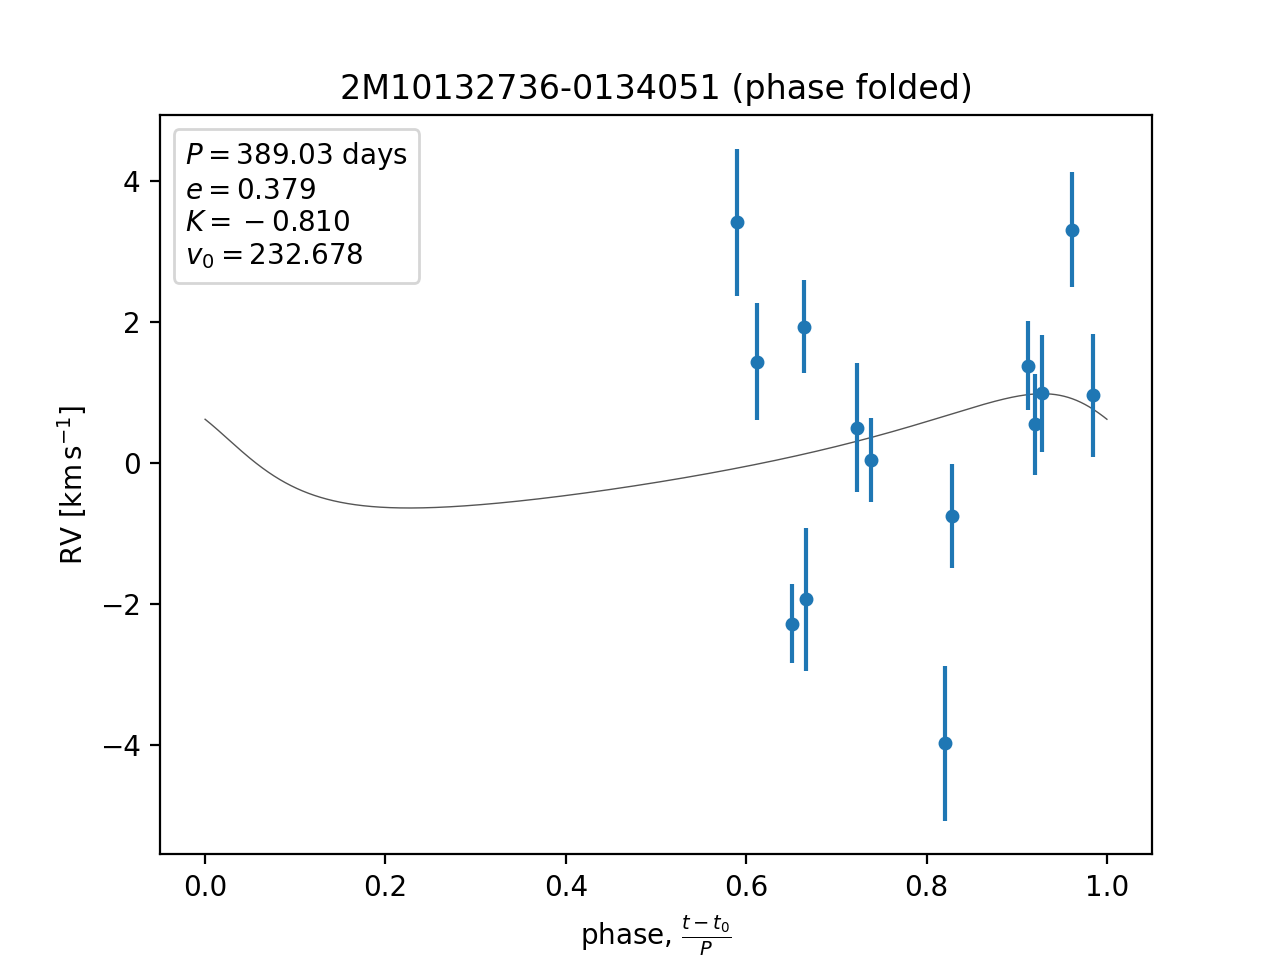 2M10132736-0134051 (phase folded)
P = 389.03 days
e = 0.379
K = −0.810
v₀ = 232.678
4
2
0
−2
−4
RV [km s⁻¹]
0.0 0.2 0.4 0.6 0.8 1.0
phase, (t − t₀)/P